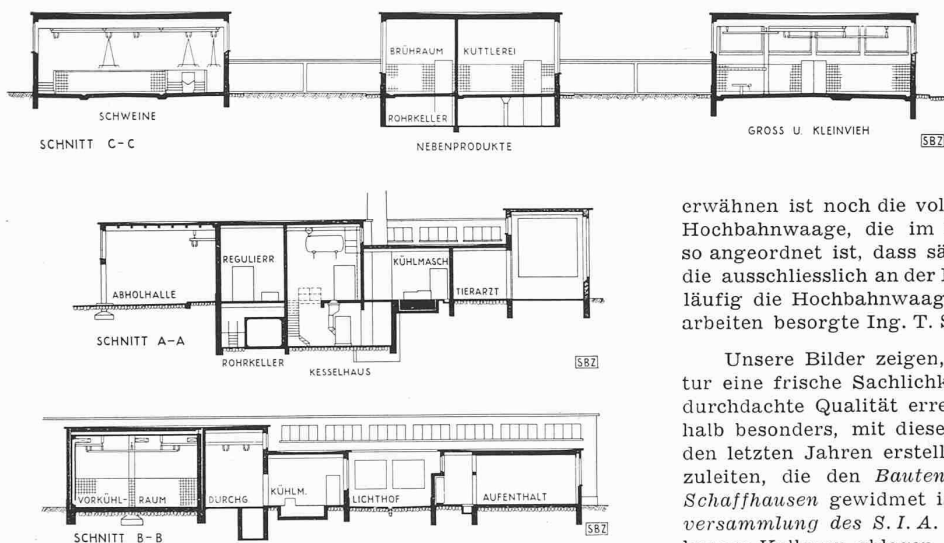 BRÜHRAUM KUTTLEREI
ROHRKELLER
SCHWEINE
SCHNITT C-C
NEBENPRODUKTE
GROSS U. KLEINVIEH
SBZ
REGULIERR.
KÜHLMASCH
ABHOLHALLE
TIERARZT
SCHNITT A-A
ROHRKELLER
KESSELHAUS
SBZ
VORKÜHL- RAUM
DURCHG.
KÜHLM.
LICHTHOF
AUFENTHALT
SCHNITT B-B
SBZ
erwähnen ist noch die vol
Hochbahnwaage, die im
so angeordnet ist, dass sä
die ausschliesslich an der
läufig die Hochbahnwaag
arbeiten besorgte Ing. T. S
Unsere Bilder zeigen,
tur eine frische Sachlichk
durchdachte Qualität erre
halb besonders, mit diese
den letzten Jahren erstell
zuleiten, die den Bauten
Schaffhausen gewidmet i
versammlung des S. I. A.